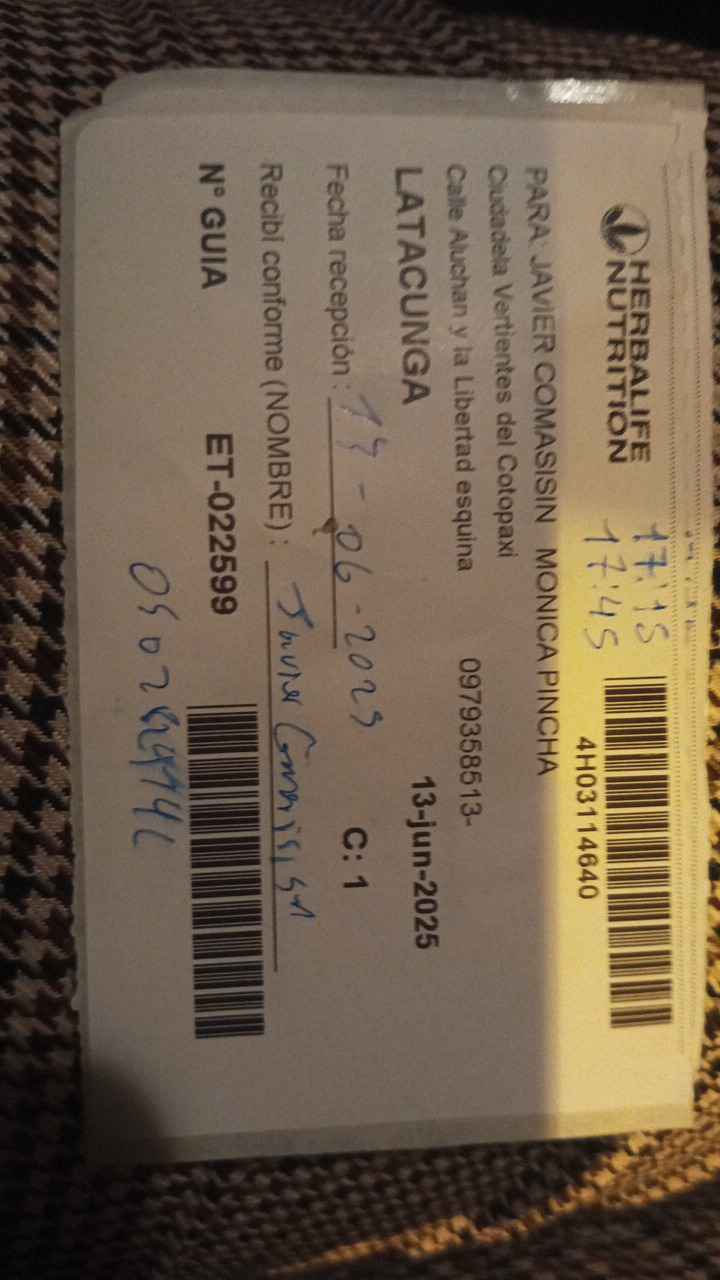 HERBALIFE
NUTRITION
17:15
17:45
4H03114640
PARA: JAVIER COMASISIN MONICA PINCHA
Ciudadela Vertientes del Cotopaxi
Calle Aluchan y la Libertad esquina 0979358513-
LATACUNGA 13-jun-2025
Fecha recepción : 17-06-2025 C: 1
Recibí conforme (NOMBRE) : Javier Comasisin
N° GUIA ET-022599